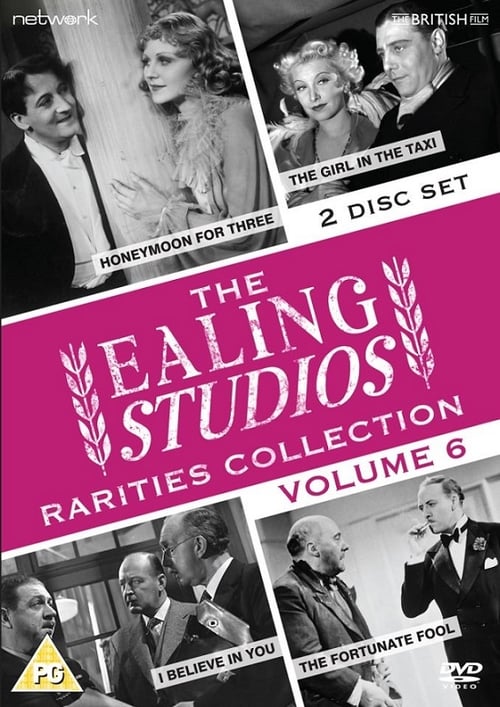 network
THE BRITISH FILM
THE GIRL IN THE TAXI
HONEYMOON FOR THREE
2 DISC SET
THE
EALING
STUDIOS
RARITIES COLLECTION
VOLUME 6
I BELIEVE IN YOU
THE FORTUNATE FOOL
PG
DVD
VIDEO